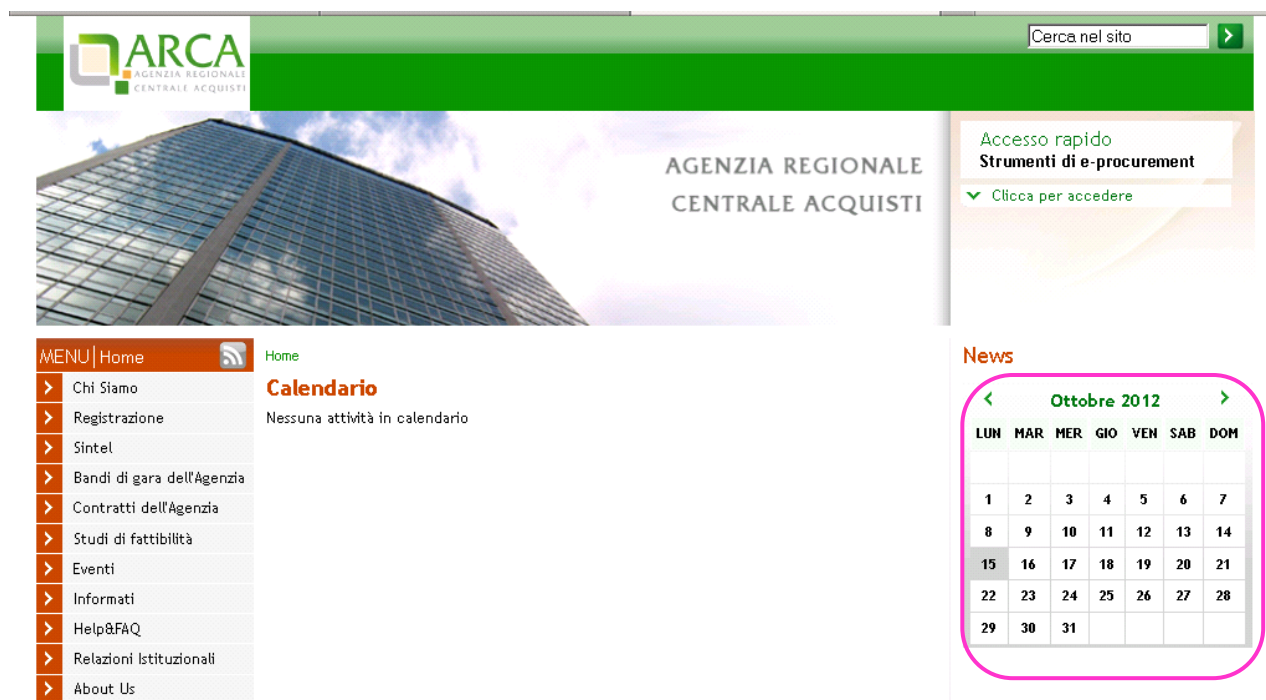 ARCA
AGENZIA REGIONALE
CENTRALE ACQUISTI
Cerca nel sito
AGENZIA REGIONALE
CENTRALE ACQUISTI
Accesso rapido
Strumenti di e-procurement
Clicca per accedere
MENU|Home
Chi Siamo
Registrazione
Sintel
Bandi di gara dell'Agenzia
Contratti dell'Agenzia
Studi di fattibilità
Eventi
Informati
Help&FAQ
Relazioni Istituzionali
About Us
Home
Calendario
Nessuna attività in calendario
News
Ottobre 2012
LUN MAR MER GIO VEN SAB DOM
1 2 3 4 5 6 7
8 9 10 11 12 13 14
15 16 17 18 19 20 21
22 23 24 25 26 27 28
29 30 31